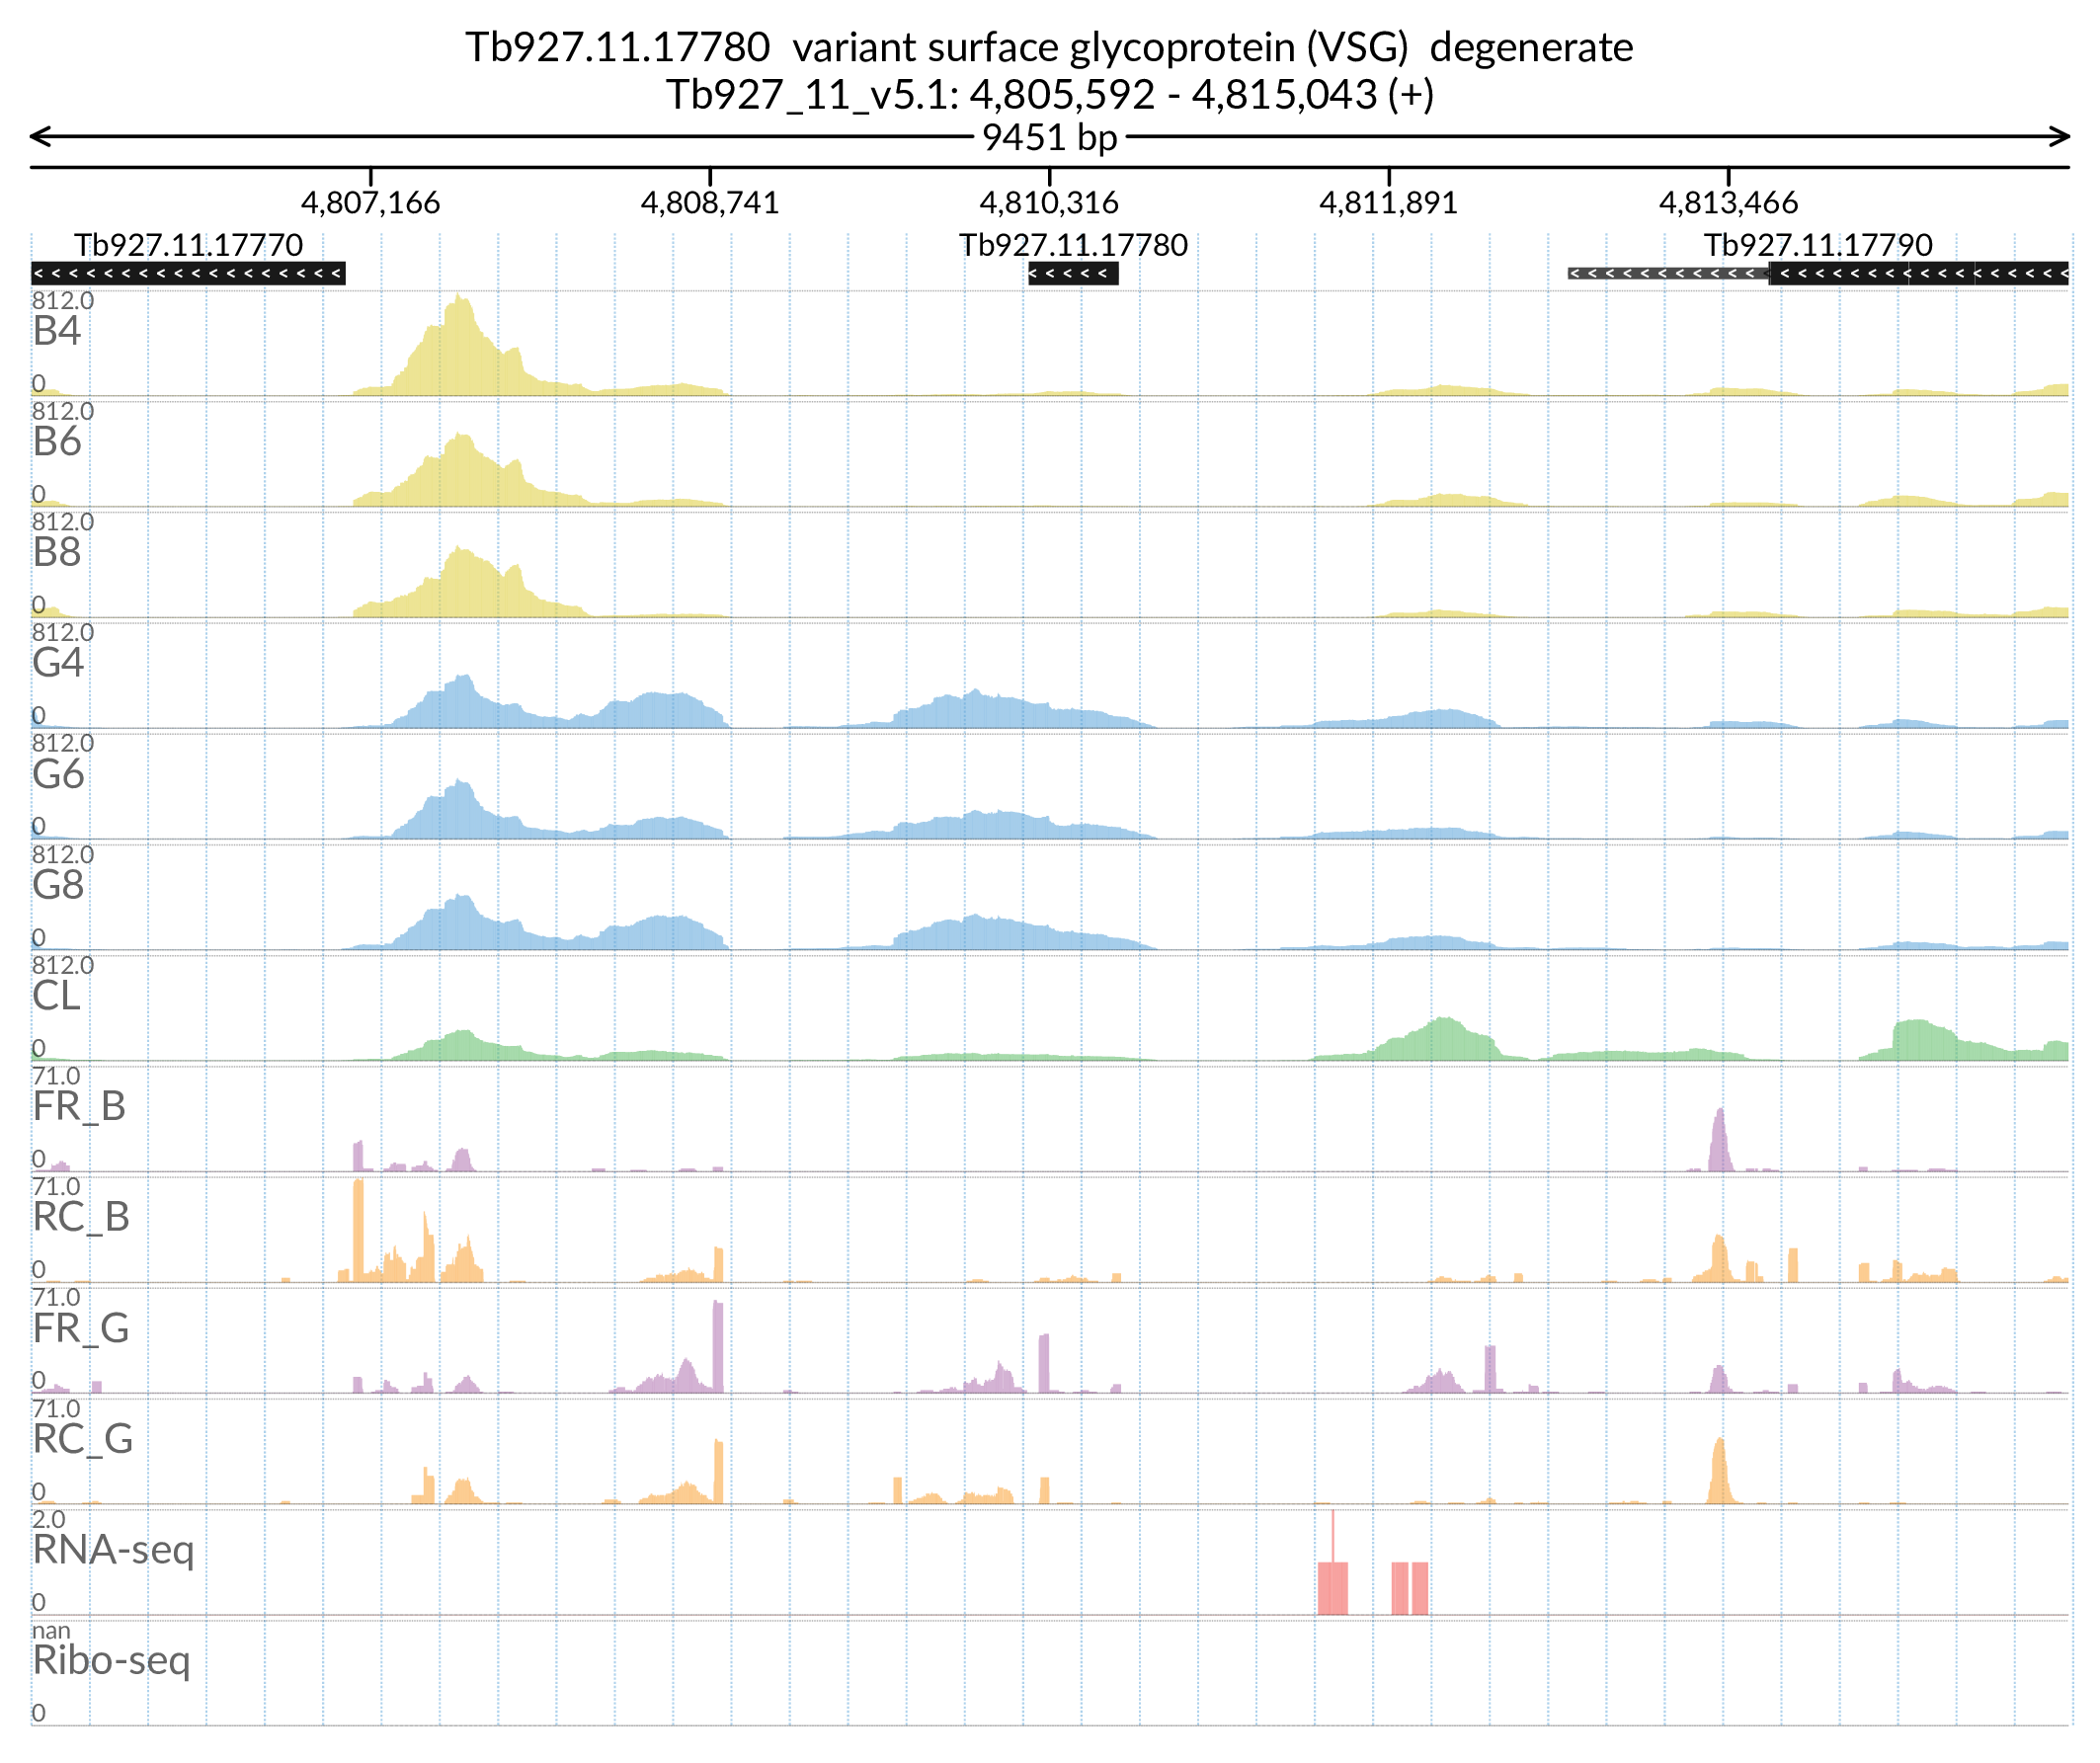 Tb927.11.17780 variant surface glycoprotein (VSG) degenerate
Tb927_11_v5.1: 4,805,592 - 4,815,043 (+)
9451 bp
4,807,166 4,808,741 4,810,316 4,811,891 4,813,466
Tb927.11.17770 Tb927.11.17780 Tb927.11.17790
812.0
B4
0
812.0
B6
0
812.0
B8
0
812.0
G4
0
812.0
G6
0
812.0
G8
0
812.0
CL
0
71.0
FR_B
0
71.0
RC_B
0
71.0
FR_G
0
71.0
RC_G
0
2.0
RNA-seq
0
nan
Ribo-seq
0